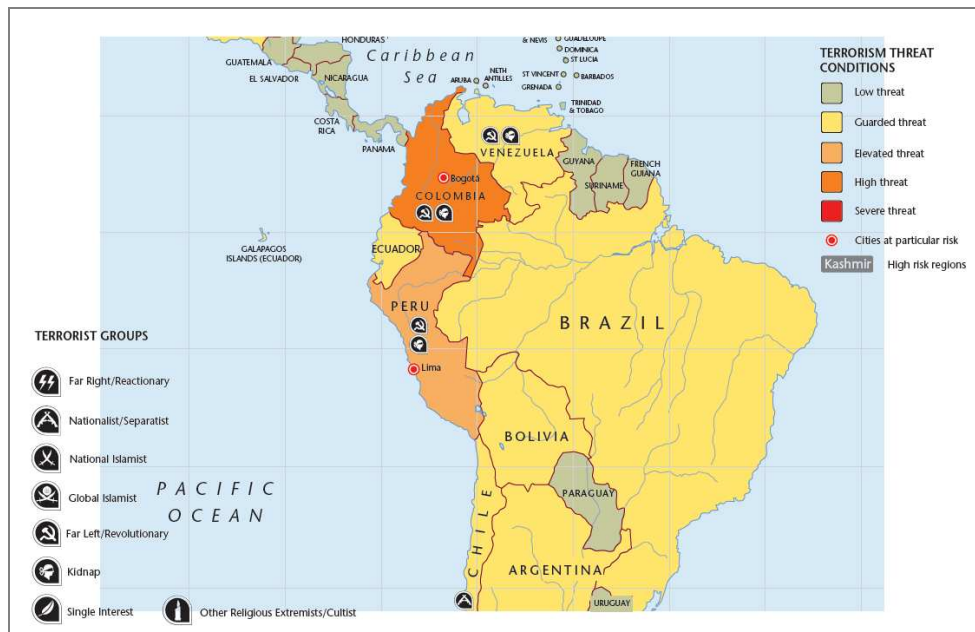 HONDURAS
GUATEMALA
EL SALVADOR
NICARAGUA
COSTA
RICA
PANAMA
Caribbean
Sea
ARUBA
NETH
ANTILLES
& NEVIS
GUADELOUPE
DOMINICA
ST LUCIA
ST VINCENT
BARBADOS
GRENADA
TRINIDAD
& TOBAGO
VENEZUELA
GUYANA
SURINAME
FRENCH
GUIANA
Bogotá
COLOMBIA
ECUADOR
GALAPAGOS
ISLANDS (ECUADOR)
PERU
Lima
BRAZIL
BOLIVIA
PARAGUAY
CHILE
ARGENTINA
URUGUAY
PACIFIC
OCEAN
TERRORISM THREAT
CONDITIONS
Low threat
Guarded threat
Elevated threat
High threat
Severe threat
Cities at particular risk
Kashmir High risk regions
TERRORIST GROUPS
Far Right/Reactionary
Nationalist/Separatist
National Islamist
Global Islamist
Far Left/Revolutionary
Kidnap
Single Interest
Other Religious Extremists/Cultist